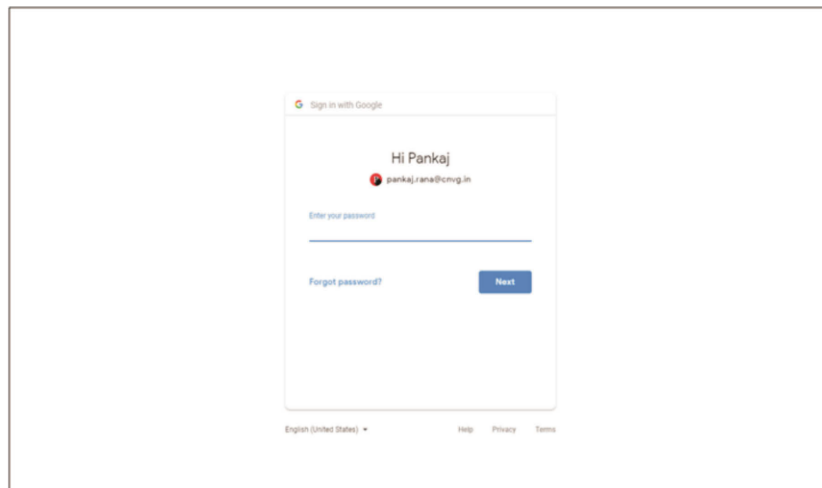 Sign in with Google
Hi Pankaj
pankaj.rana@cnvg.in
Enter your password
Forgot password? Next
English (United States) Help Privacy Terms